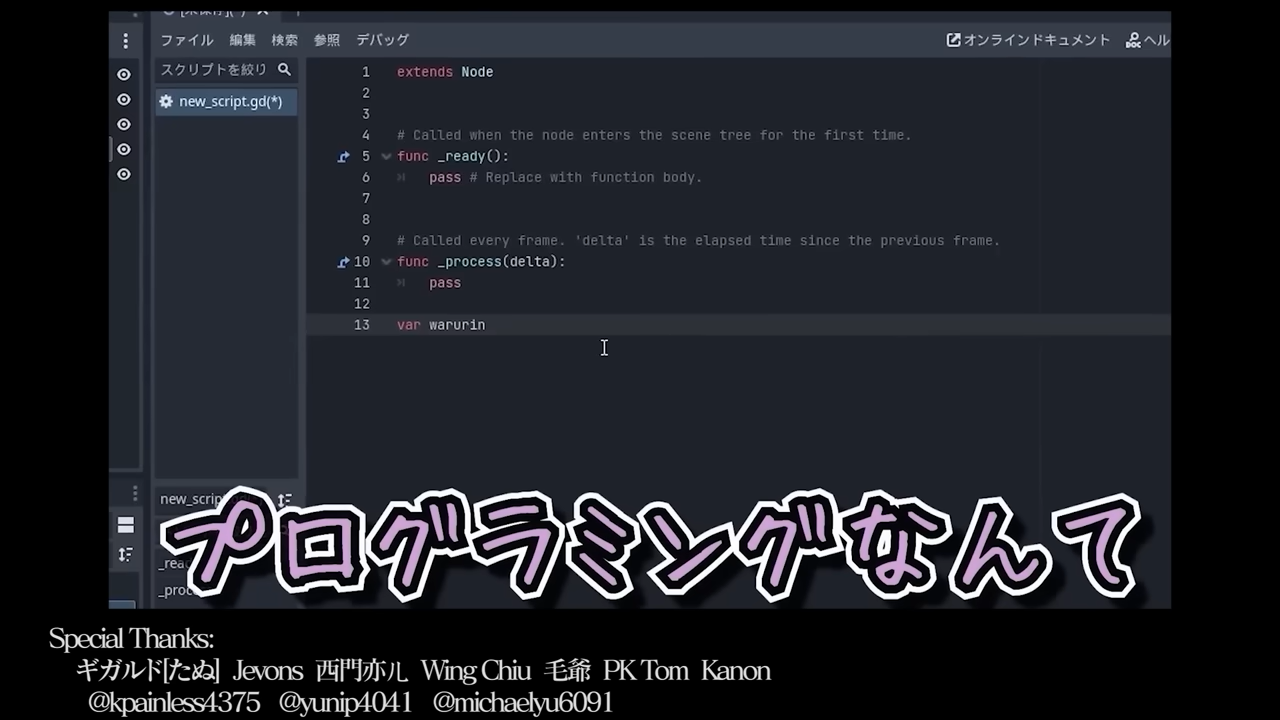 ファイル 編集 検索 参照 デバッグ オンラインドキュメント ヘル
スクリプトを絞り
new_script.gd(*)
1 extends Node
2
3
4 # Called when the node enters the scene tree for the first time.
5 func _ready():
6 pass # Replace with function body.
7
8
9 # Called every frame. 'delta' is the elapsed time since the previous frame.
10 func _process(delta):
11 pass
12
13 var warurin
new_scrip
プログラミングなんて
_rea
_proc
Special Thanks:
ギガルド[たぬ] Jevons 西門亦儿 Wing Chiu 毛爺 PK Tom Kanon
@kpainless4375 @yunip4041 @michaelyu6091